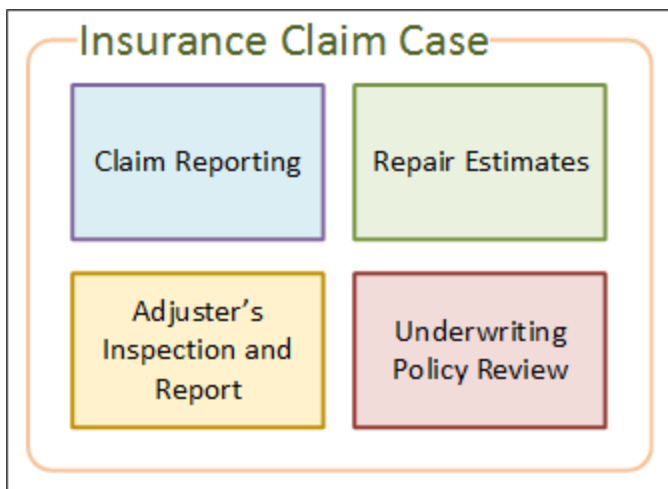 Insurance Claim Case
Claim Reporting
Repair Estimates
Adjuster’s
Inspection and
Report
Underwriting
Policy Review